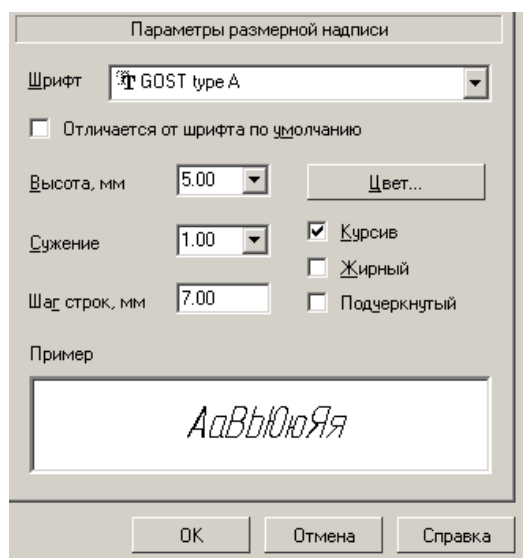 Параметры размерной надписи
Шрифт GOST type A
Отличается от шрифта по умолчанию
Высота, мм 5.00 Цвет...
Сужение 1.00 Курсив
Жирный
Шаг строк, мм 7.00 Подчеркнутый
Пример
АаВЫОюЯя
OK Отмена Справка